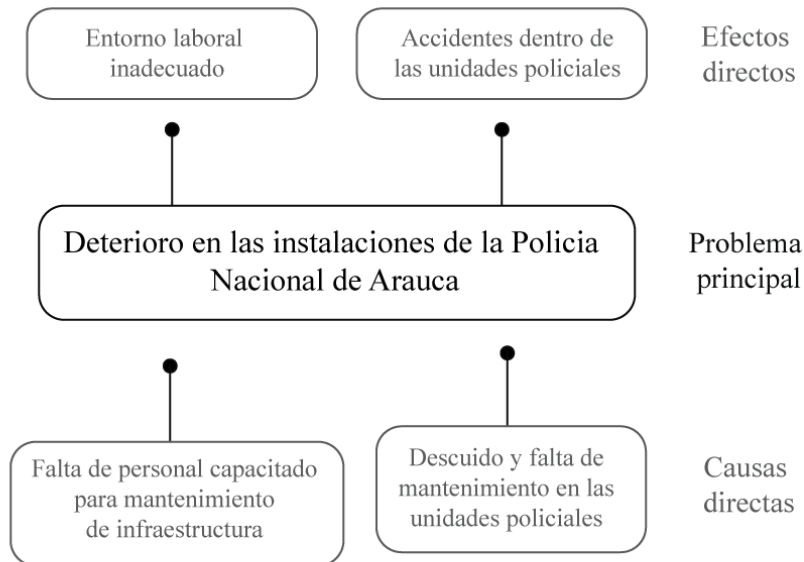 Entorno laboral
inadecuado
Accidentes dentro de
las unidades policiales
Efectos
directos
Deterioro en las instalaciones de la Policia
Nacional de Arauca
Problema
principal
Falta de personal capacitado
para mantenimiento
de infraestructura
Descuido y falta de
mantenimiento en las
unidades policiales
Causas
directas